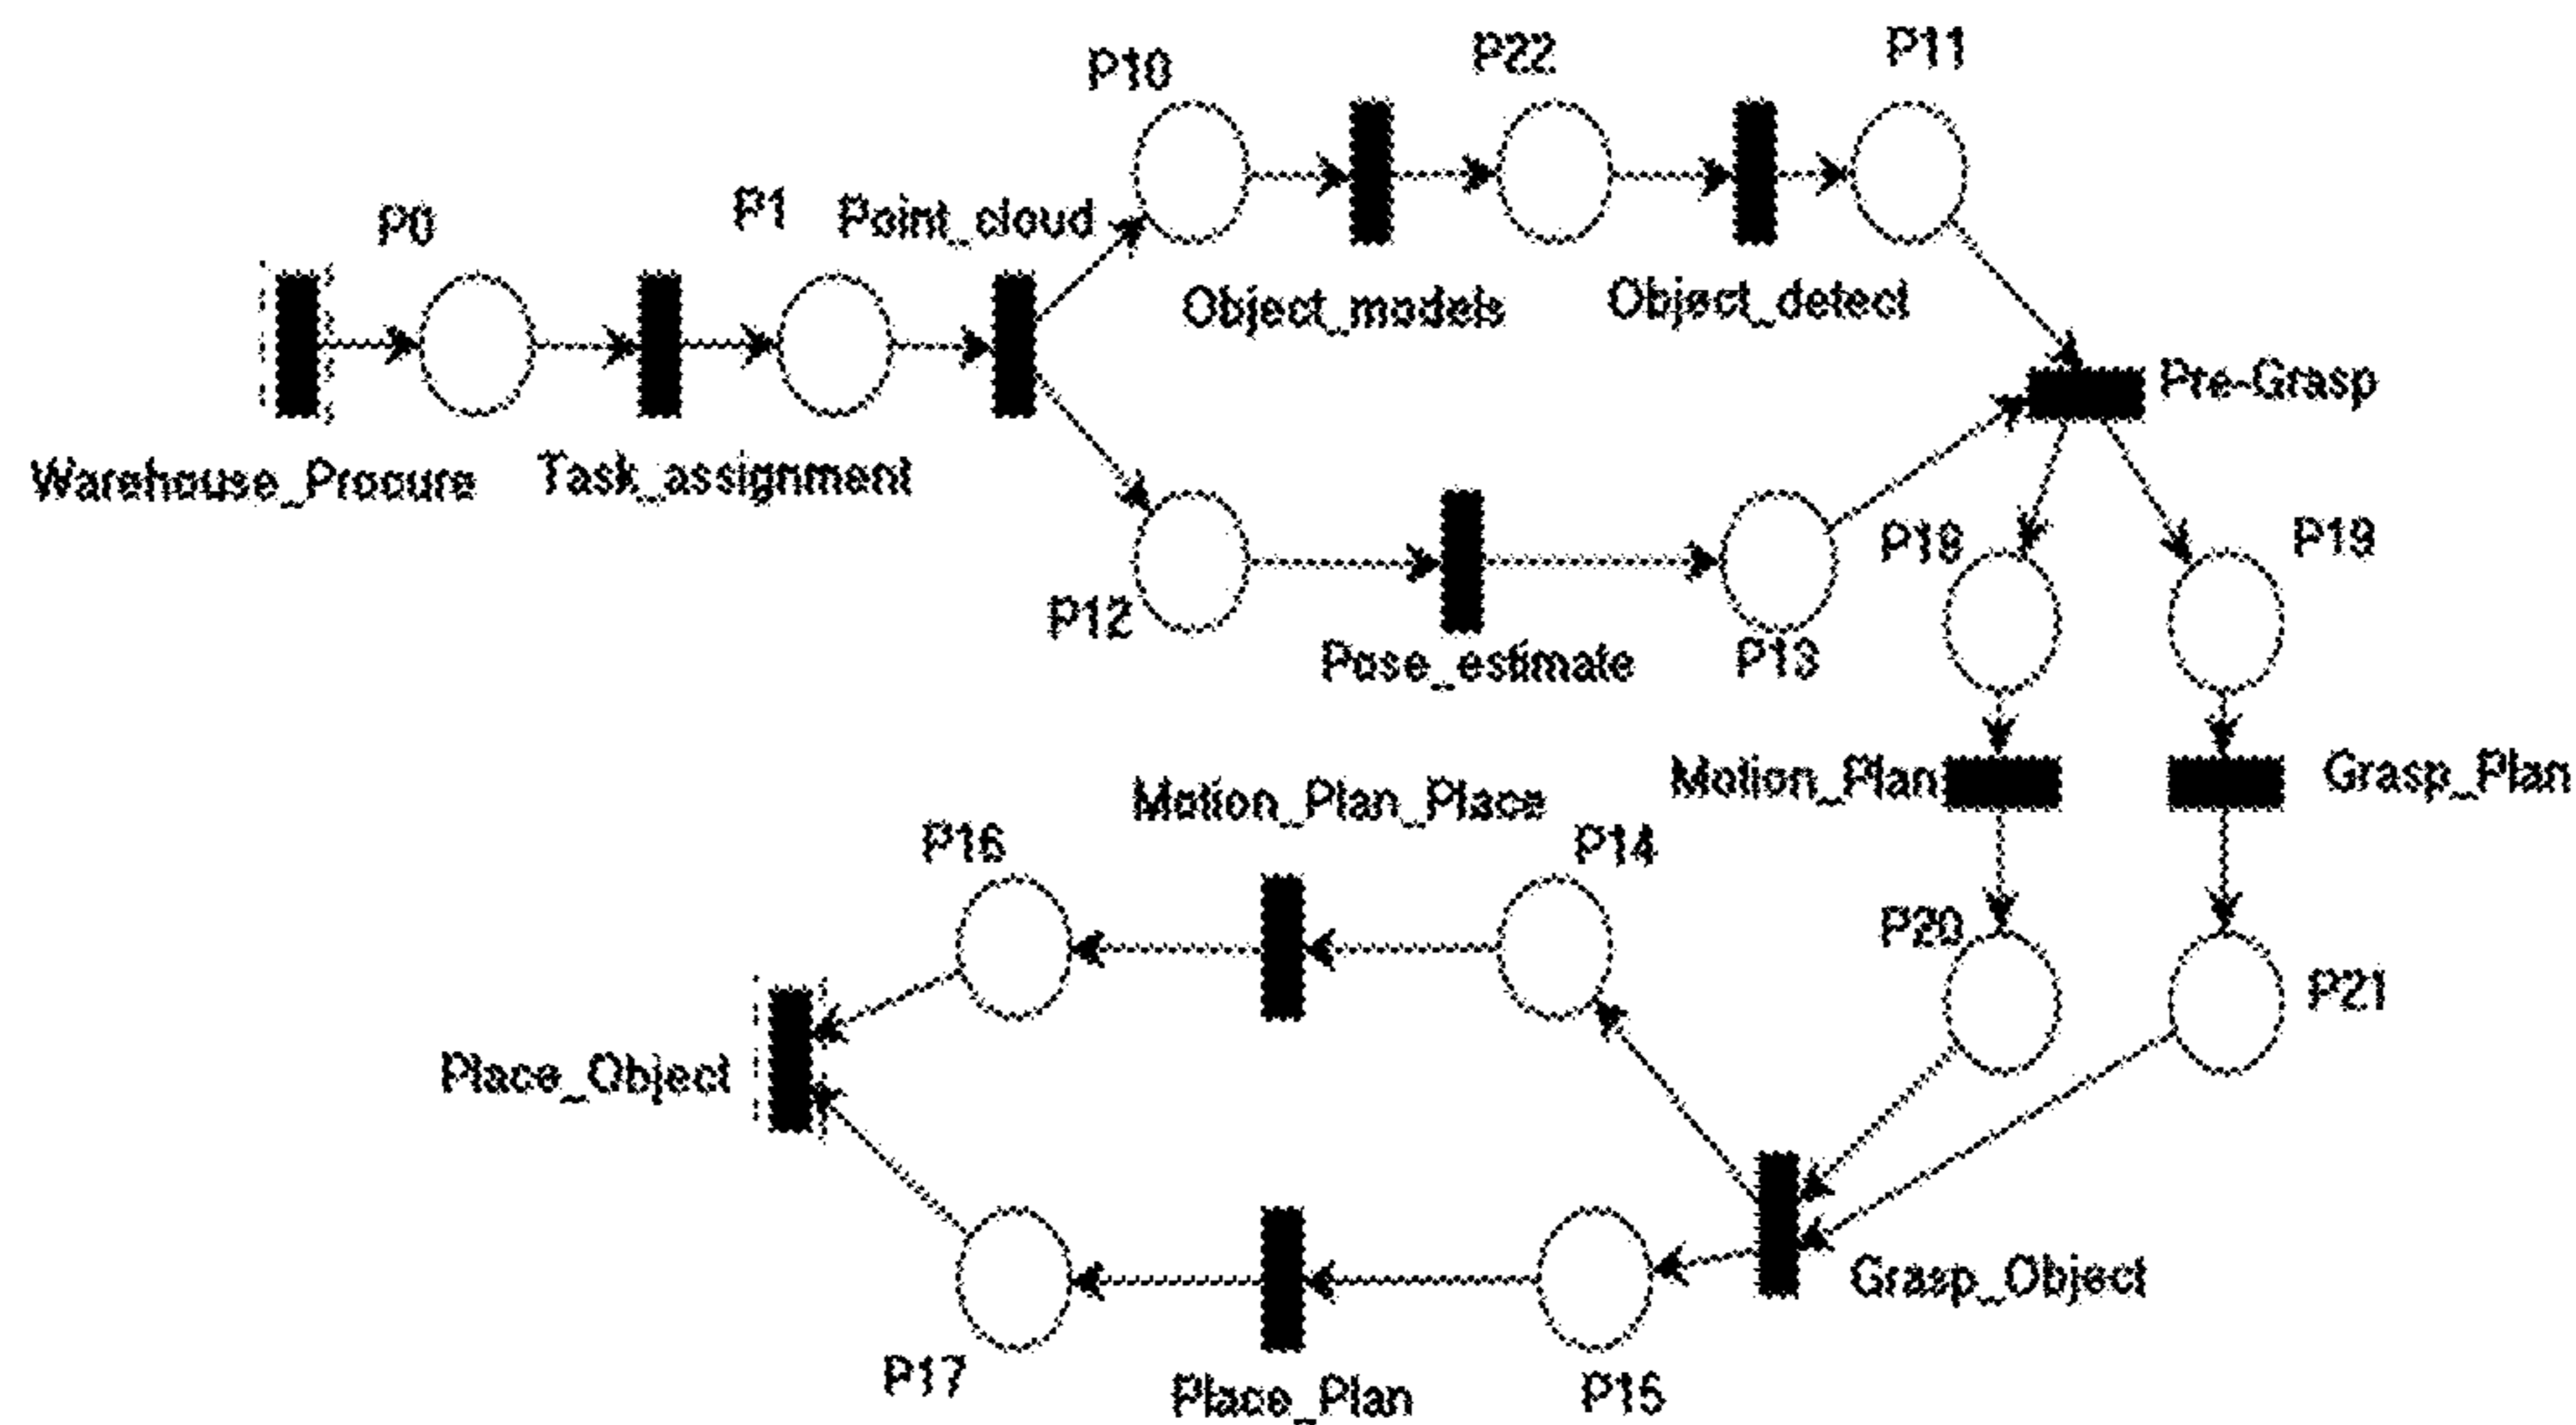 P10
P22
P11
P0
P1
Point_cloud
Object_models
Object_detect
Pre-Grasp
Warehouse_Procure
Task_assignment
P12
Pose_estimate
P13
P18
P19
Motion_Plan
Grasp_Plan
Motion_Plan_Place
P16
P14
P20
P21
Place_Object
Grasp_Object
P17
Place_Plan
P15